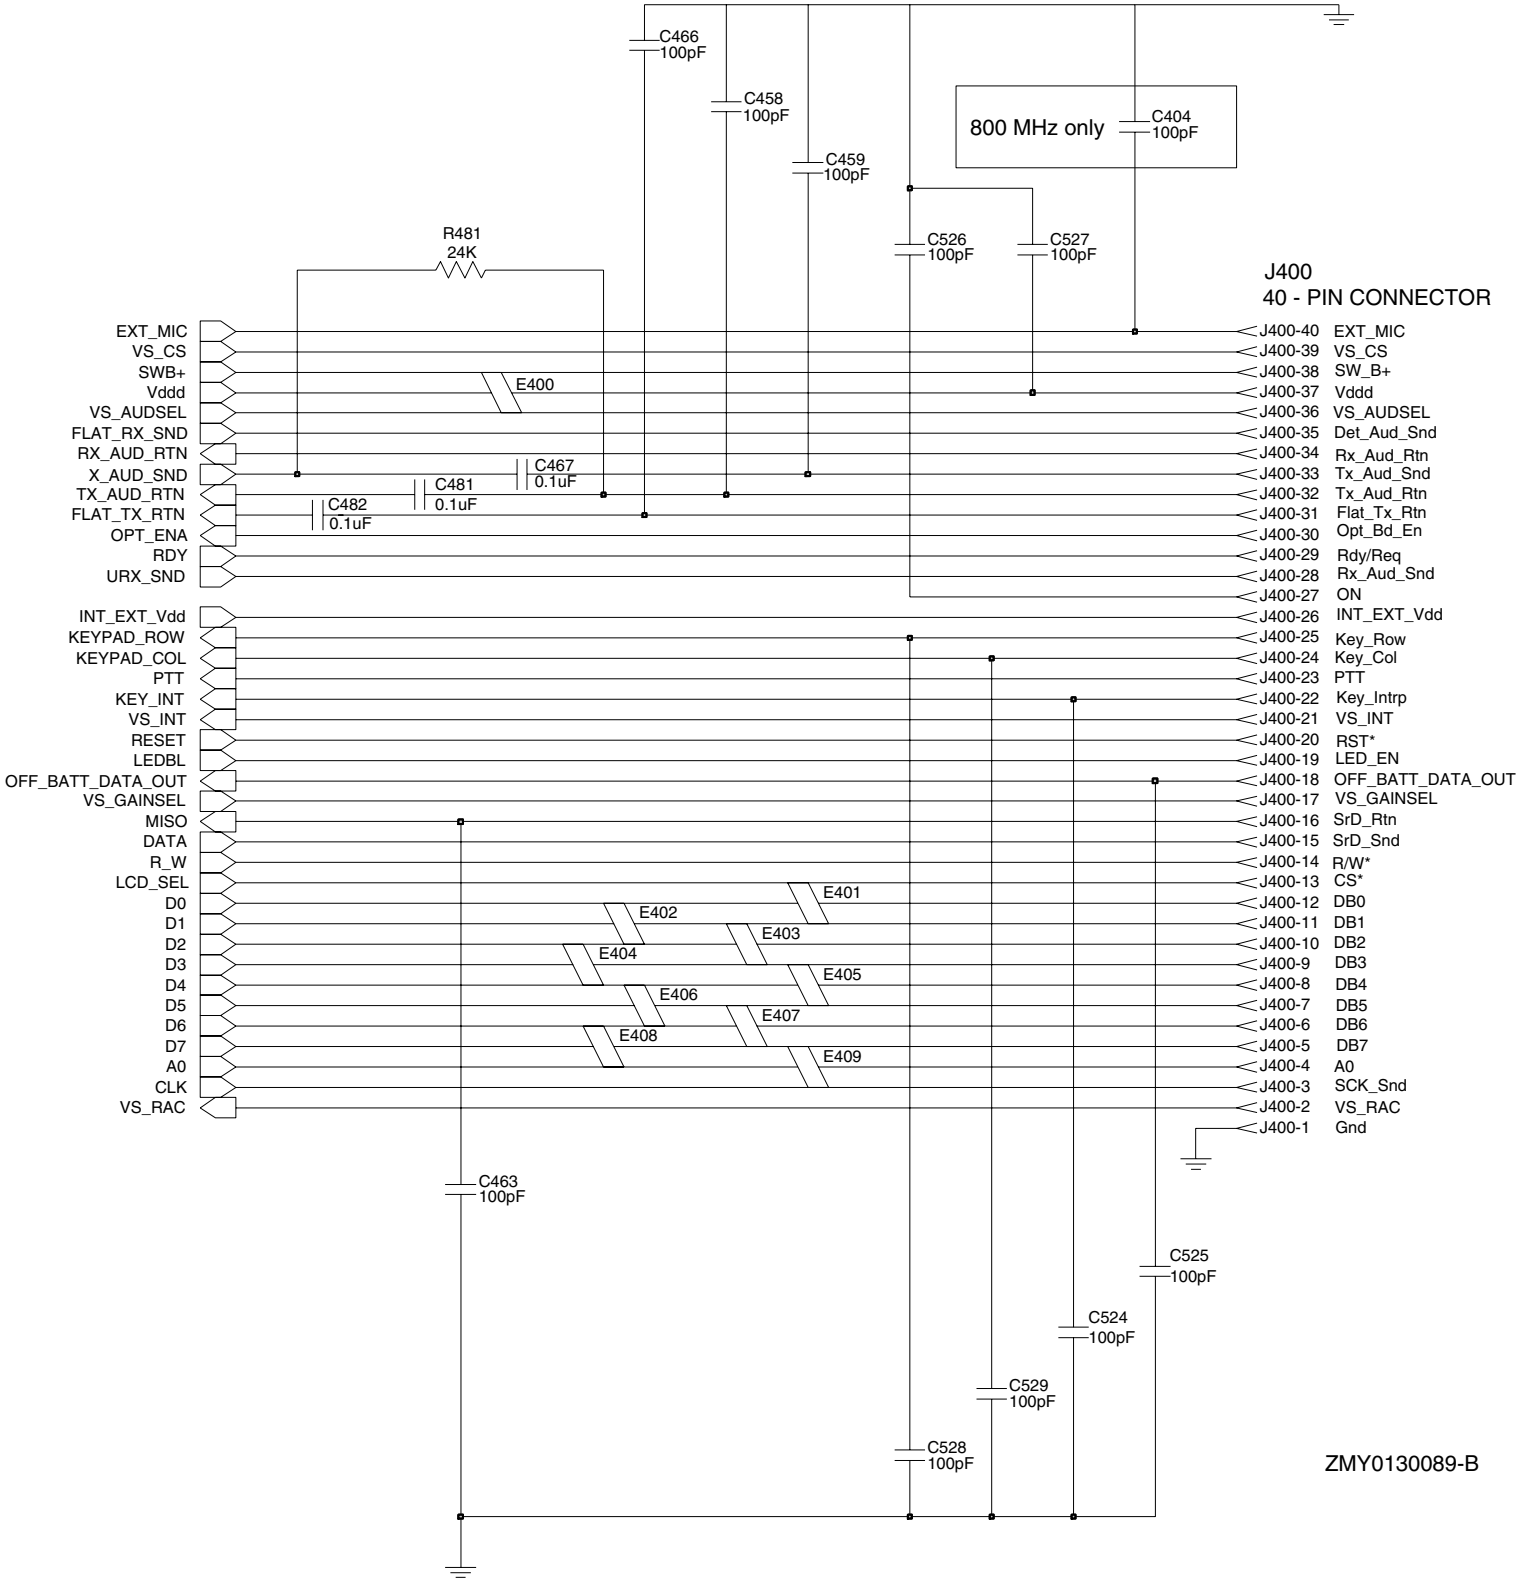 C466
100pF
C458
100pF
800 MHz only
C404
100pF
C459
100pF
R481
24K
C526
100pF
C527
100pF
J400
40 - PIN CONNECTOR
EXT_MIC J400-40 EXT_MIC
VS_CS J400-39 VS_CS
SWB+ J400-38 SW_B+
E400
Vddd J400-37 Vddd
VS_AUDSEL J400-36 VS_AUDSEL
FLAT_RX_SND J400-35 Det_Aud_Snd
RX_AUD_RTN J400-34 Rx_Aud_Rtn
C467
0.1uF
X_AUD_SND J400-33 Tx_Aud_Snd
C481
0.1uF
TX_AUD_RTN J400-32 Tx_Aud_Rtn
C482
0.1uF
FLAT_TX_RTN J400-31 Flat_Tx_Rtn
OPT_ENA J400-30 Opt_Bd_En
RDY J400-29 Rdy/Req
URX_SND J400-28 Rx_Aud_Snd
J400-27 ON
INT_EXT_Vdd J400-26 INT_EXT_Vdd
KEYPAD_ROW J400-25 Key_Row
KEYPAD_COL J400-24 Key_Col
PTT J400-23 PTT
KEY_INT J400-22 Key_Intrp
VS_INT J400-21 VS_INT
RESET J400-20 RST*
LEDBL J400-19 LED_EN
OFF_BATT_DATA_OUT J400-18 OFF_BATT_DATA_OUT
VS_GAINSEL J400-17 VS_GAINSEL
MISO J400-16 SrD_Rtn
DATA J400-15 SrD_Snd
R_W J400-14 R/W*
LCD_SEL J400-13 CS*
E401
D0 J400-12 DB0
E402
D1 J400-11 DB1
E403
D2 J400-10 DB2
E404
D3 J400-9 DB3
E405
D4 J400-8 DB4
E406
D5 J400-7 DB5
E407
D6 J400-6 DB6
E408
D7 J400-5 DB7
E409
A0 J400-4 A0
CLK J400-3 SCK_Snd
VS_RAC J400-2 VS_RAC
J400-1 Gnd
C463
100pF
C525
100pF
C524
100pF
C529
100pF
C528
100pF
ZMY0130089-B